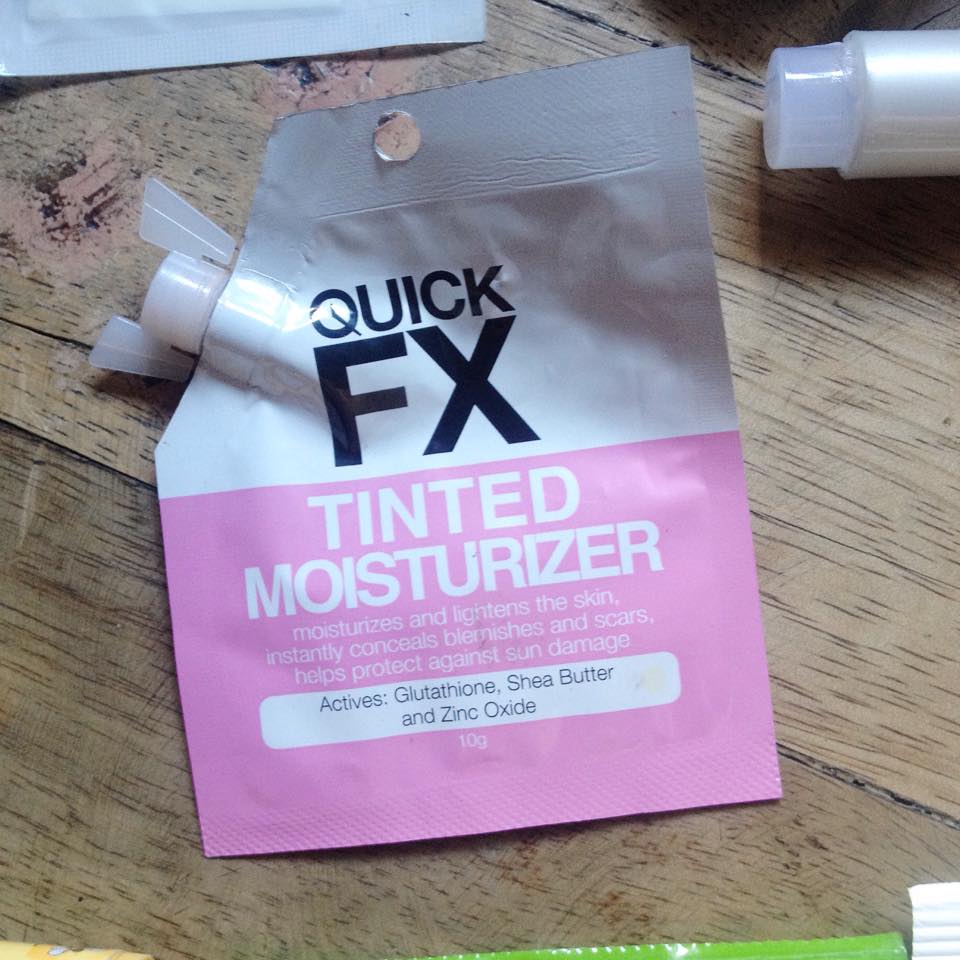 QUICK
FX
TINTED
MOISTURIZER
moisturizes and lightens the skin,
instantly conceals blemishes and scars,
helps protect against sun damage
Actives: Glutathione, Shea Butter
and Zinc Oxide
10g